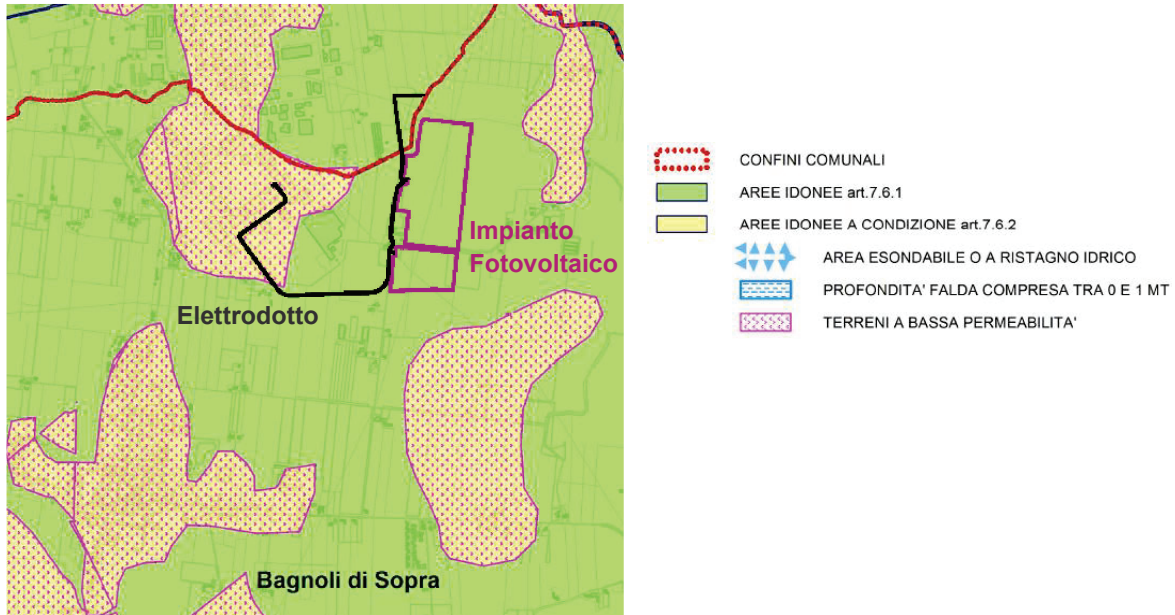 Impianto
Fotovoltaico
Elettrodotto
Bagnoli di Sopra
CONFINI COMUNALI
AREE IDONEE art.7.6.1
AREE IDONEE A CONDIZIONE art.7.6.2
AREA ESONDABILE O A RISTAGNO IDRICO
PROFONDITA' FALDA COMPRESA TRA 0 E 1 MT
TERRENI A BASSA PERMEABILITA'